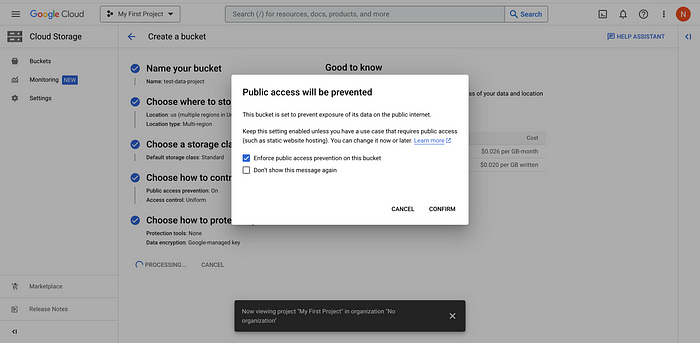 Google Cloud
My First Project
Search (/) for resources, docs, products, and more
Search
N
Cloud Storage
Create a bucket
HELP ASSISTANT
Buckets
Monitoring NEW
Settings
Name your bucket
Name: test-data-project
Choose where to sto
Location: us (multiple regions in Un
Location type: Multi-region
Choose a storage cla
Default storage class: Standard
Choose how to contr
Public access prevention: On
Access control: Uniform
Choose how to prote
Protection tools: None
Data encryption: Google-managed key
PROCESSING...
CANCEL
Good to know
ess of your data and location
Cost
$0.026 per GB-month
$0.020 per GB written
Public access will be prevented
This bucket is set to prevent exposure of its data on the public internet.
Keep this setting enabled unless you have a use case that requires public access
(such as static website hosting). You can change it now or later. Learn more
Enforce public access prevention on this bucket
Don't show this message again
CANCEL
CONFIRM
Marketplace
Release Notes
Now viewing project "My First Project" in organization "No
organization"